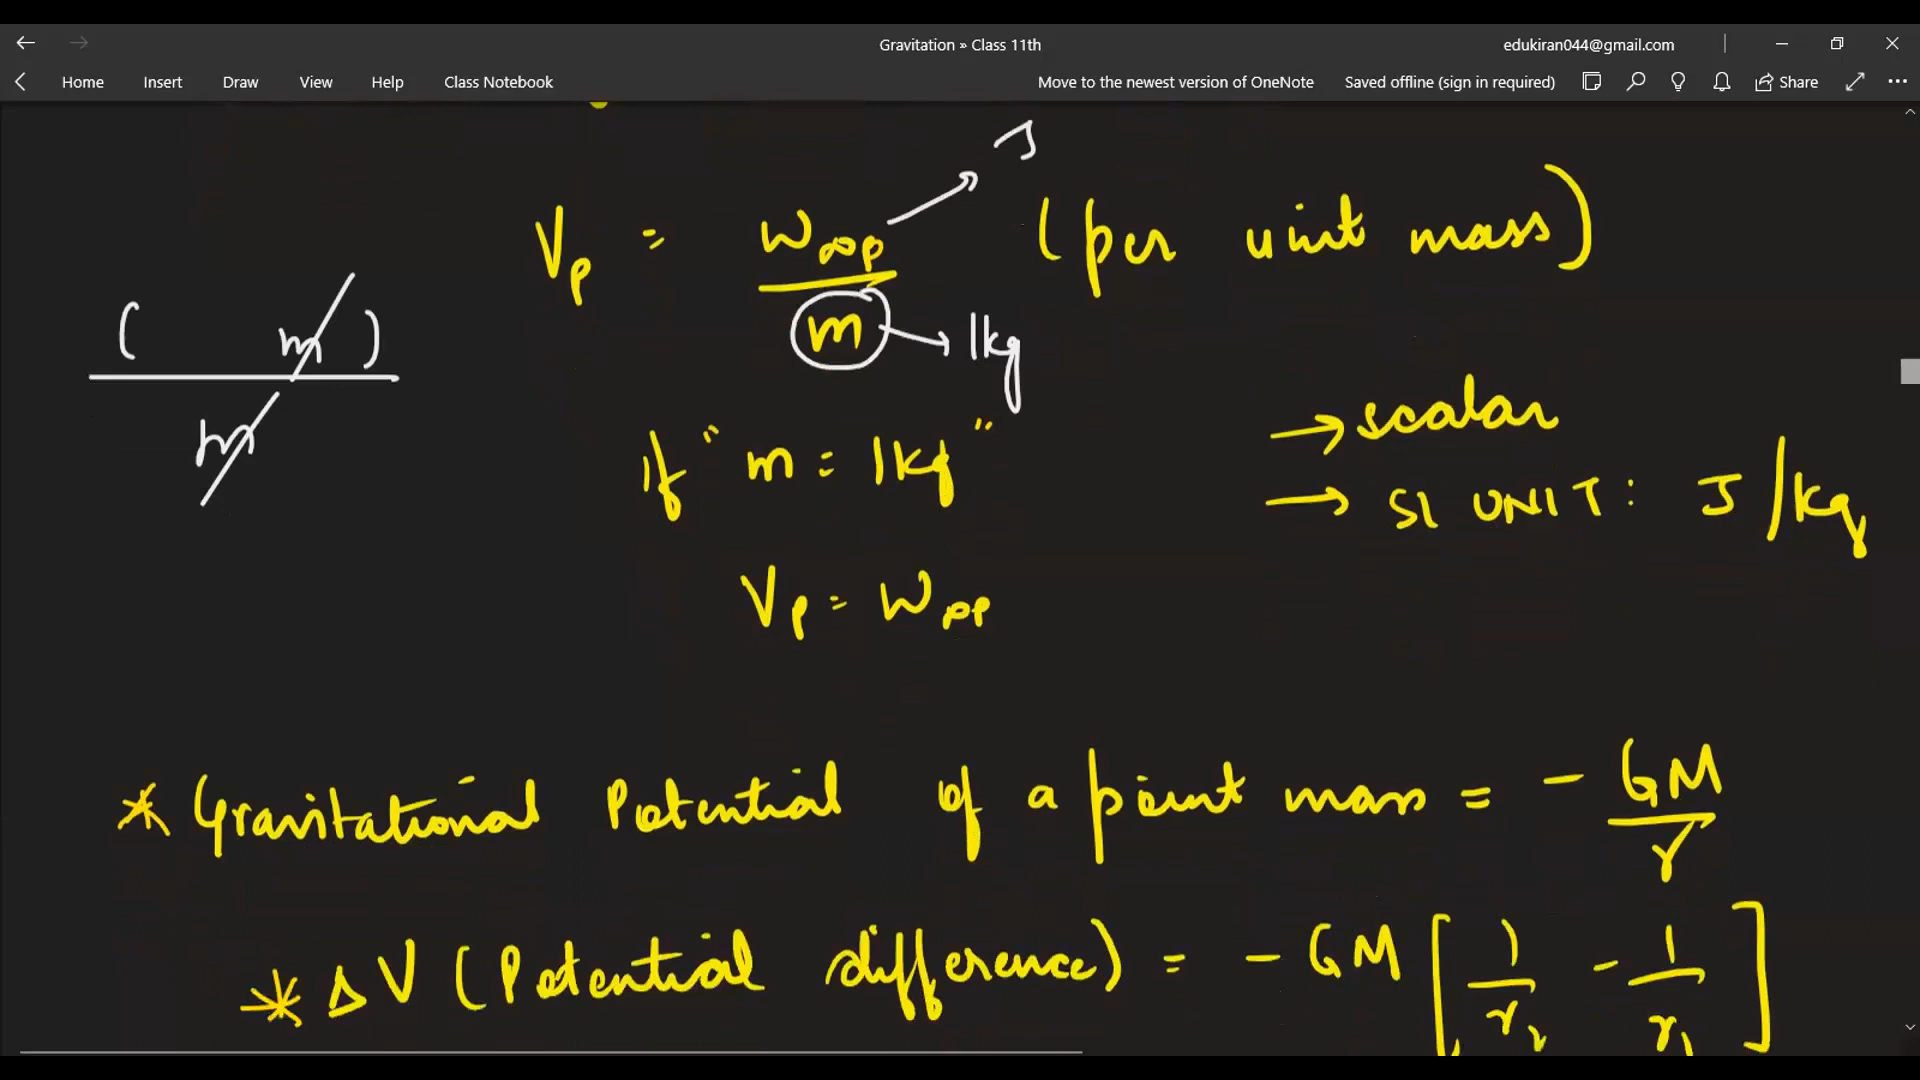 Gravitation » Class 11th
edukiran044@gmail.com
Home Insert Draw View Help Class Notebook
Move to the newest version of OneNote Saved offline (sign in required) Share
J
Vp = W∞p / m (per unit mass)
( m ) / m
1kg
If "m = 1kg"
→ scalar
→ SI UNIT : J/kg
Vp = W∞p
* Gravitational Potential of a point mass = - GM / r
* ΔV (Potential difference) = - GM [ 1/r2 - 1/r1 ]